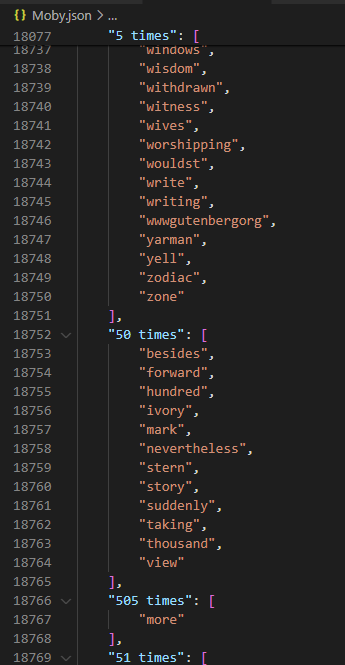 {} Moby.json > ...
18077 "5 times": [
18737 "windows",
18738 "wisdom",
18739 "withdrawn",
18740 "witness",
18741 "wives",
18742 "worshipping",
18743 "wouldst",
18744 "write",
18745 "writing",
18746 "wwwgutenbergorg",
18747 "yarman",
18748 "yell",
18749 "zodiac",
18750 "zone"
18751 ],
18752 "50 times": [
18753 "besides",
18754 "forward",
18755 "hundred",
18756 "ivory",
18757 "mark",
18758 "nevertheless",
18759 "stern",
18760 "story",
18761 "suddenly",
18762 "taking",
18763 "thousand",
18764 "view"
18765 ],
18766 "505 times": [
18767 "more"
18768 ],
18769 "51 times": [